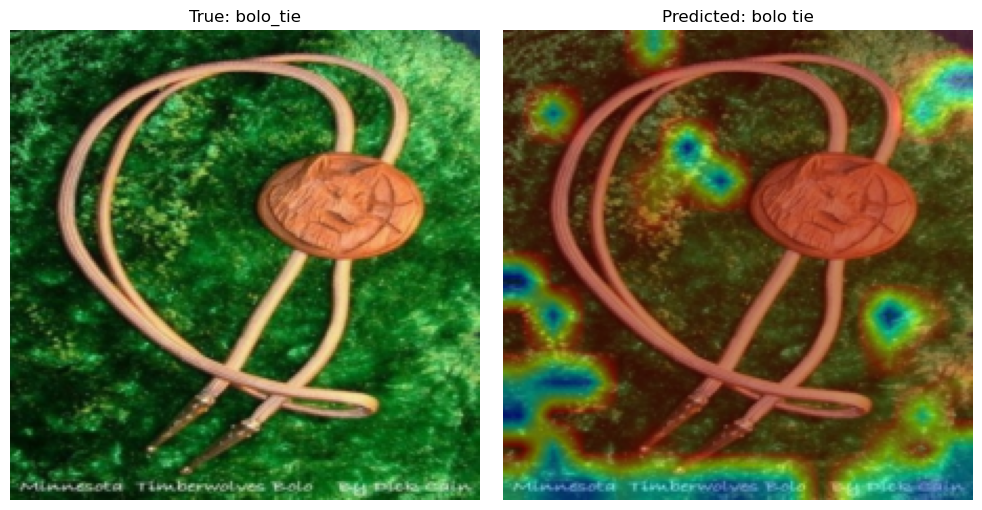 True: bolo_tie
Predicted: bolo tie
Minnesota Timberwolves Bolo By Dick Cain
Minnesota Timberwolves Bolo By Dick Cain